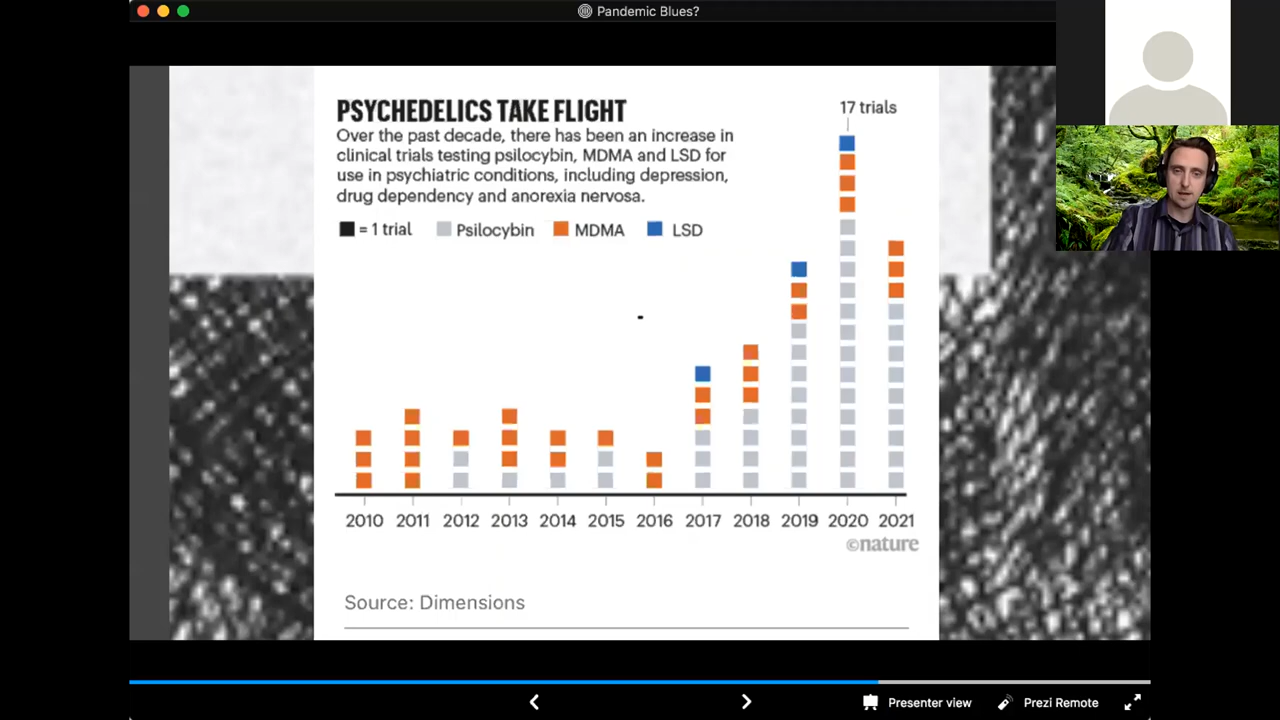 Pandemic Blues?
PSYCHEDELICS TAKE FLIGHT
17 trials
Over the past decade, there has been an increase in
clinical trials testing psilocybin, MDMA and LSD for
use in psychiatric conditions, including depression,
drug dependency and anorexia nervosa.
= 1 trial Psilocybin MDMA LSD
2010 2011 2012 2013 2014 2015 2016 2017 2018 2019 2020 2021
©nature
Source: Dimensions
Presenter view Prezi Remote